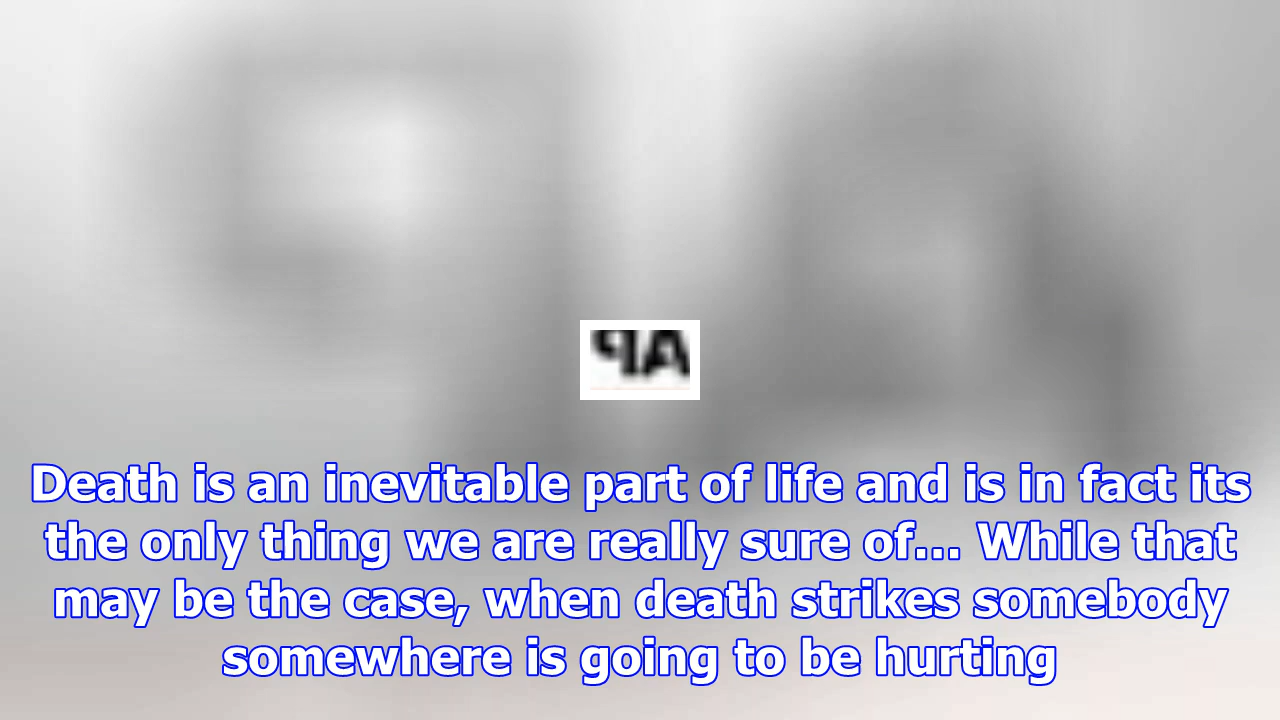 AP
Death is an inevitable part of life and is in fact its
the only thing we are really sure of... While that
may be the case, when death strikes somebody
somewhere is going to be hurting